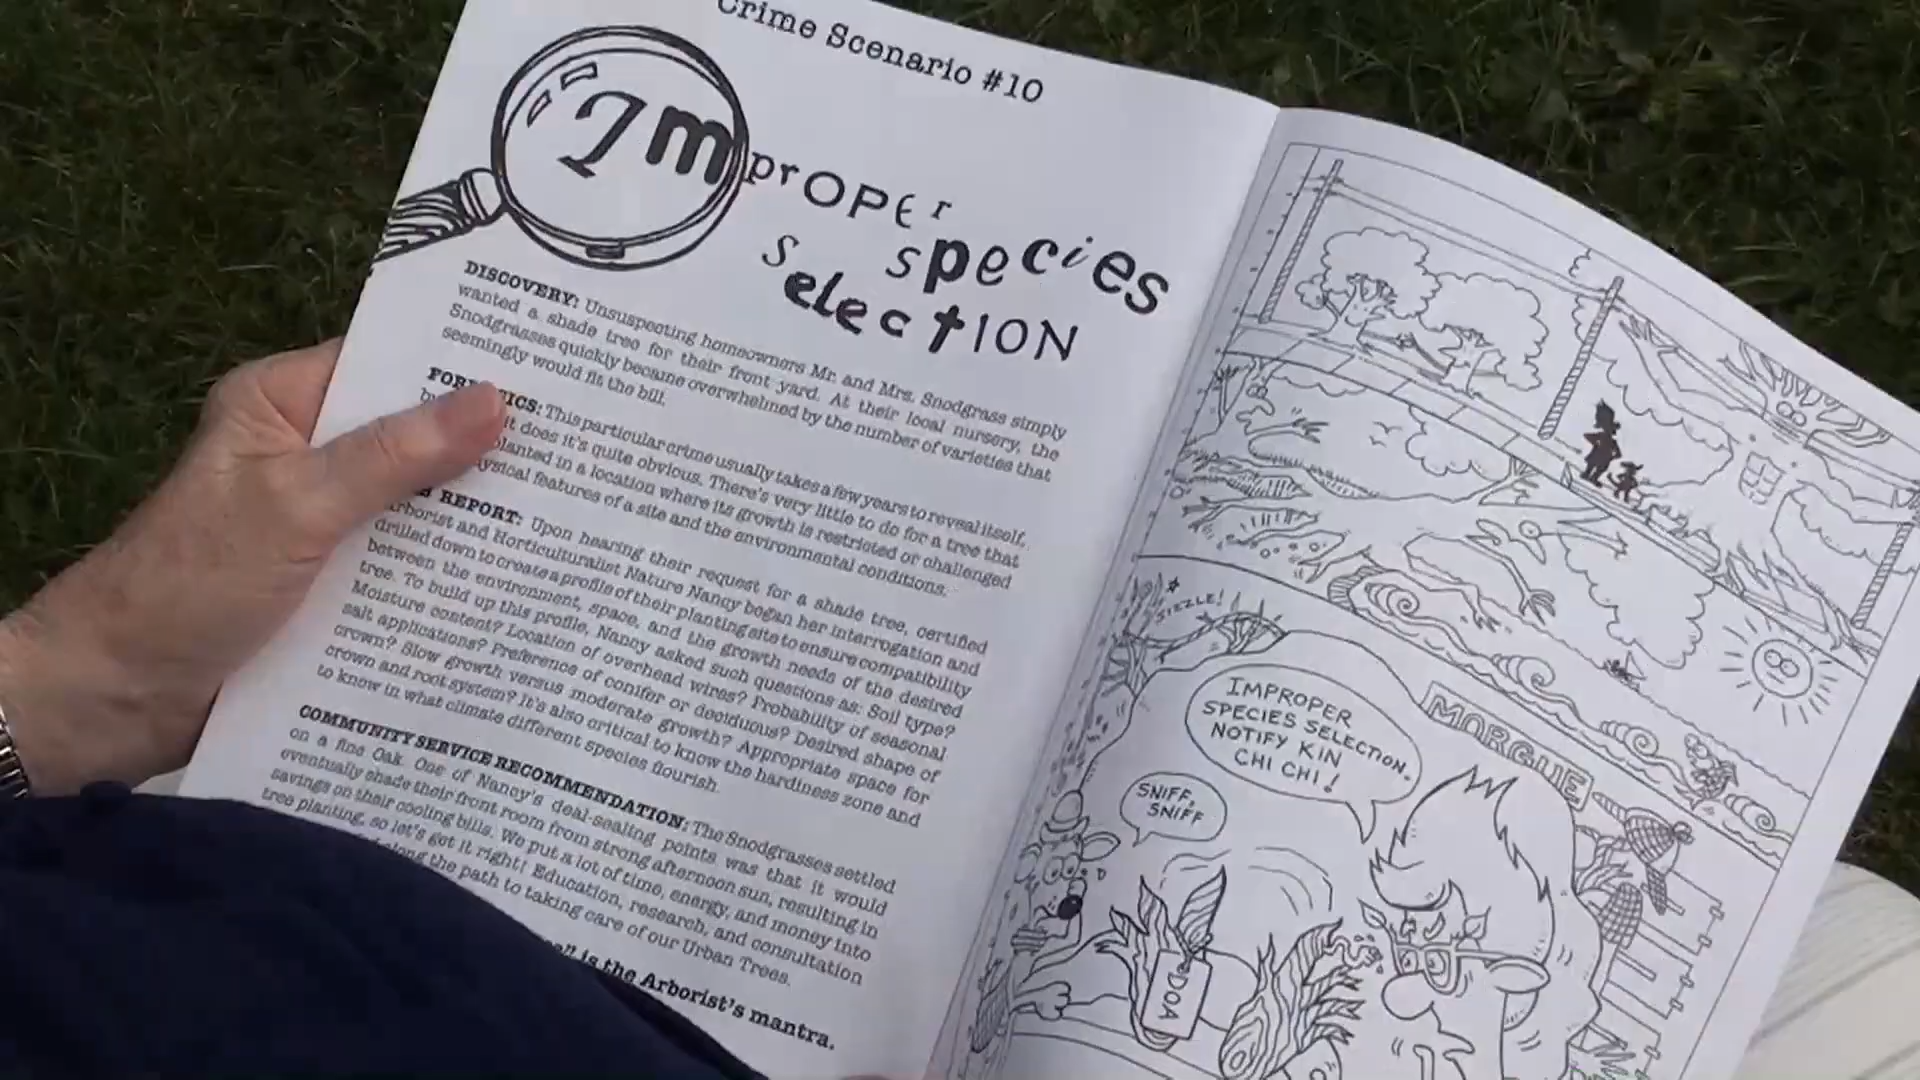 Crime Scenario #10
Improper
species
selection
DISCOVERY: Unsuspecting homeowners Mr. and Mrs. Snodgrass simply
wanted a shade tree for their front yard. At their local nursery, the
Snodgrasses quickly became overwhelmed by the number of varieties that
seemingly would fit the bill.
This particular crime usually takes a few years to reveal itself,
it does it's quite obvious. There's very little to do for a tree that
planted in a location where its growth is restricted or challenged
features of a site and the environmental conditions.
REPORT: Upon hearing their request for a shade tree, certified
Arborist and Horticulturalist Nature Nancy began her interrogation and
drilled down to create a profile of their planting site to ensure compatibility
between the environment, space, and the growth needs of the desired
tree. To build up this profile, Nancy asked such questions as: Soil type?
Moisture content? Location of overhead wires? Probability of seasonal
salt applications? Preference of conifer or deciduous? Desired shape of
crown? Slow growth versus moderate growth? Appropriate space for
crown and root system? It's also critical to know the hardiness zone and
to know in what climate different species flourish.
COMMUNITY SERVICE RECOMMENDATION: The Snodgrasses settled
on a fine Oak. One of Nancy's deal-sealing points was that it would
eventually shade their front room from strong afternoon sun, resulting in
savings on their cooling bills. We put a lot of time, energy, and money into
tree planting, so let's get it right! Education, research, and consultation
along the path to taking care of our Urban Trees.
is the Arborist's mantra.
SIZZLE!
IMPROPER
SPECIES SELECTION.
NOTIFY KIN
CHI CHI!
MORGUE
SNIFF,
SNIFF
DOA